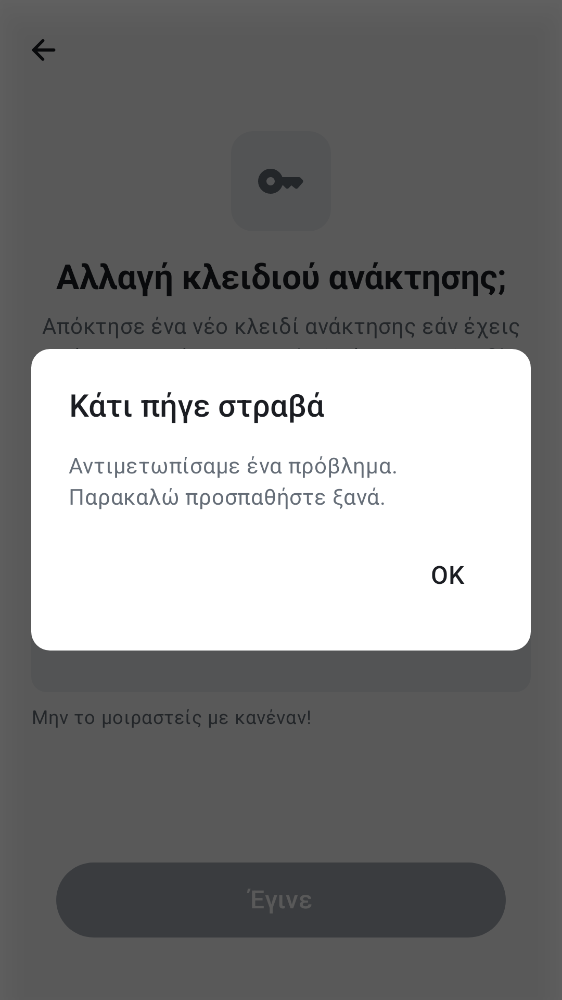 Αλλαγή κλειδιού ανάκτησης;
Απόκτησε ένα νέο κλειδί ανάκτησης εάν έχεις
Κάτι πήγε στραβά
Αντιμετωπίσαμε ένα πρόβλημα.
Παρακαλώ προσπαθήστε ξανά.
OK
Μην το μοιραστείς με κανέναν!
Έγινε